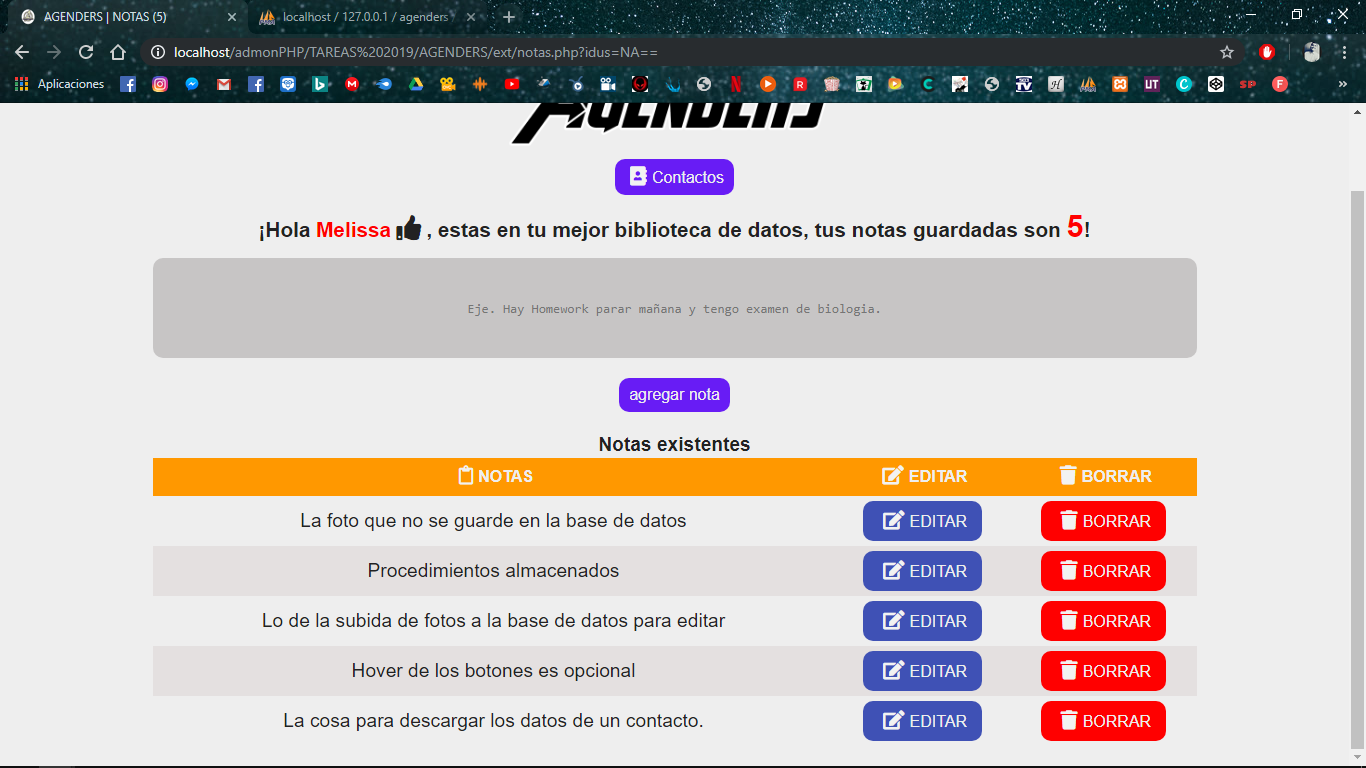 AGENDERS | NOTAS (5)
localhost / 127.0.0.1 / agenders
localhost/admonPHP/TAREAS%202019/AGENDERS/ext/notas.php?idus=NA==
Aplicaciones
AGENDERS
Contactos
¡Hola Melissa , estas en tu mejor biblioteca de datos, tus notas guardadas son 5!
Eje. Hay Homework parar mañana y tengo examen de biologia.
agregar nota
Notas existentes
NOTAS EDITAR BORRAR
La foto que no se guarde en la base de datos EDITAR BORRAR
Procedimientos almacenados EDITAR BORRAR
Lo de la subida de fotos a la base de datos para editar EDITAR BORRAR
Hover de los botones es opcional EDITAR BORRAR
La cosa para descargar los datos de un contacto. EDITAR BORRAR